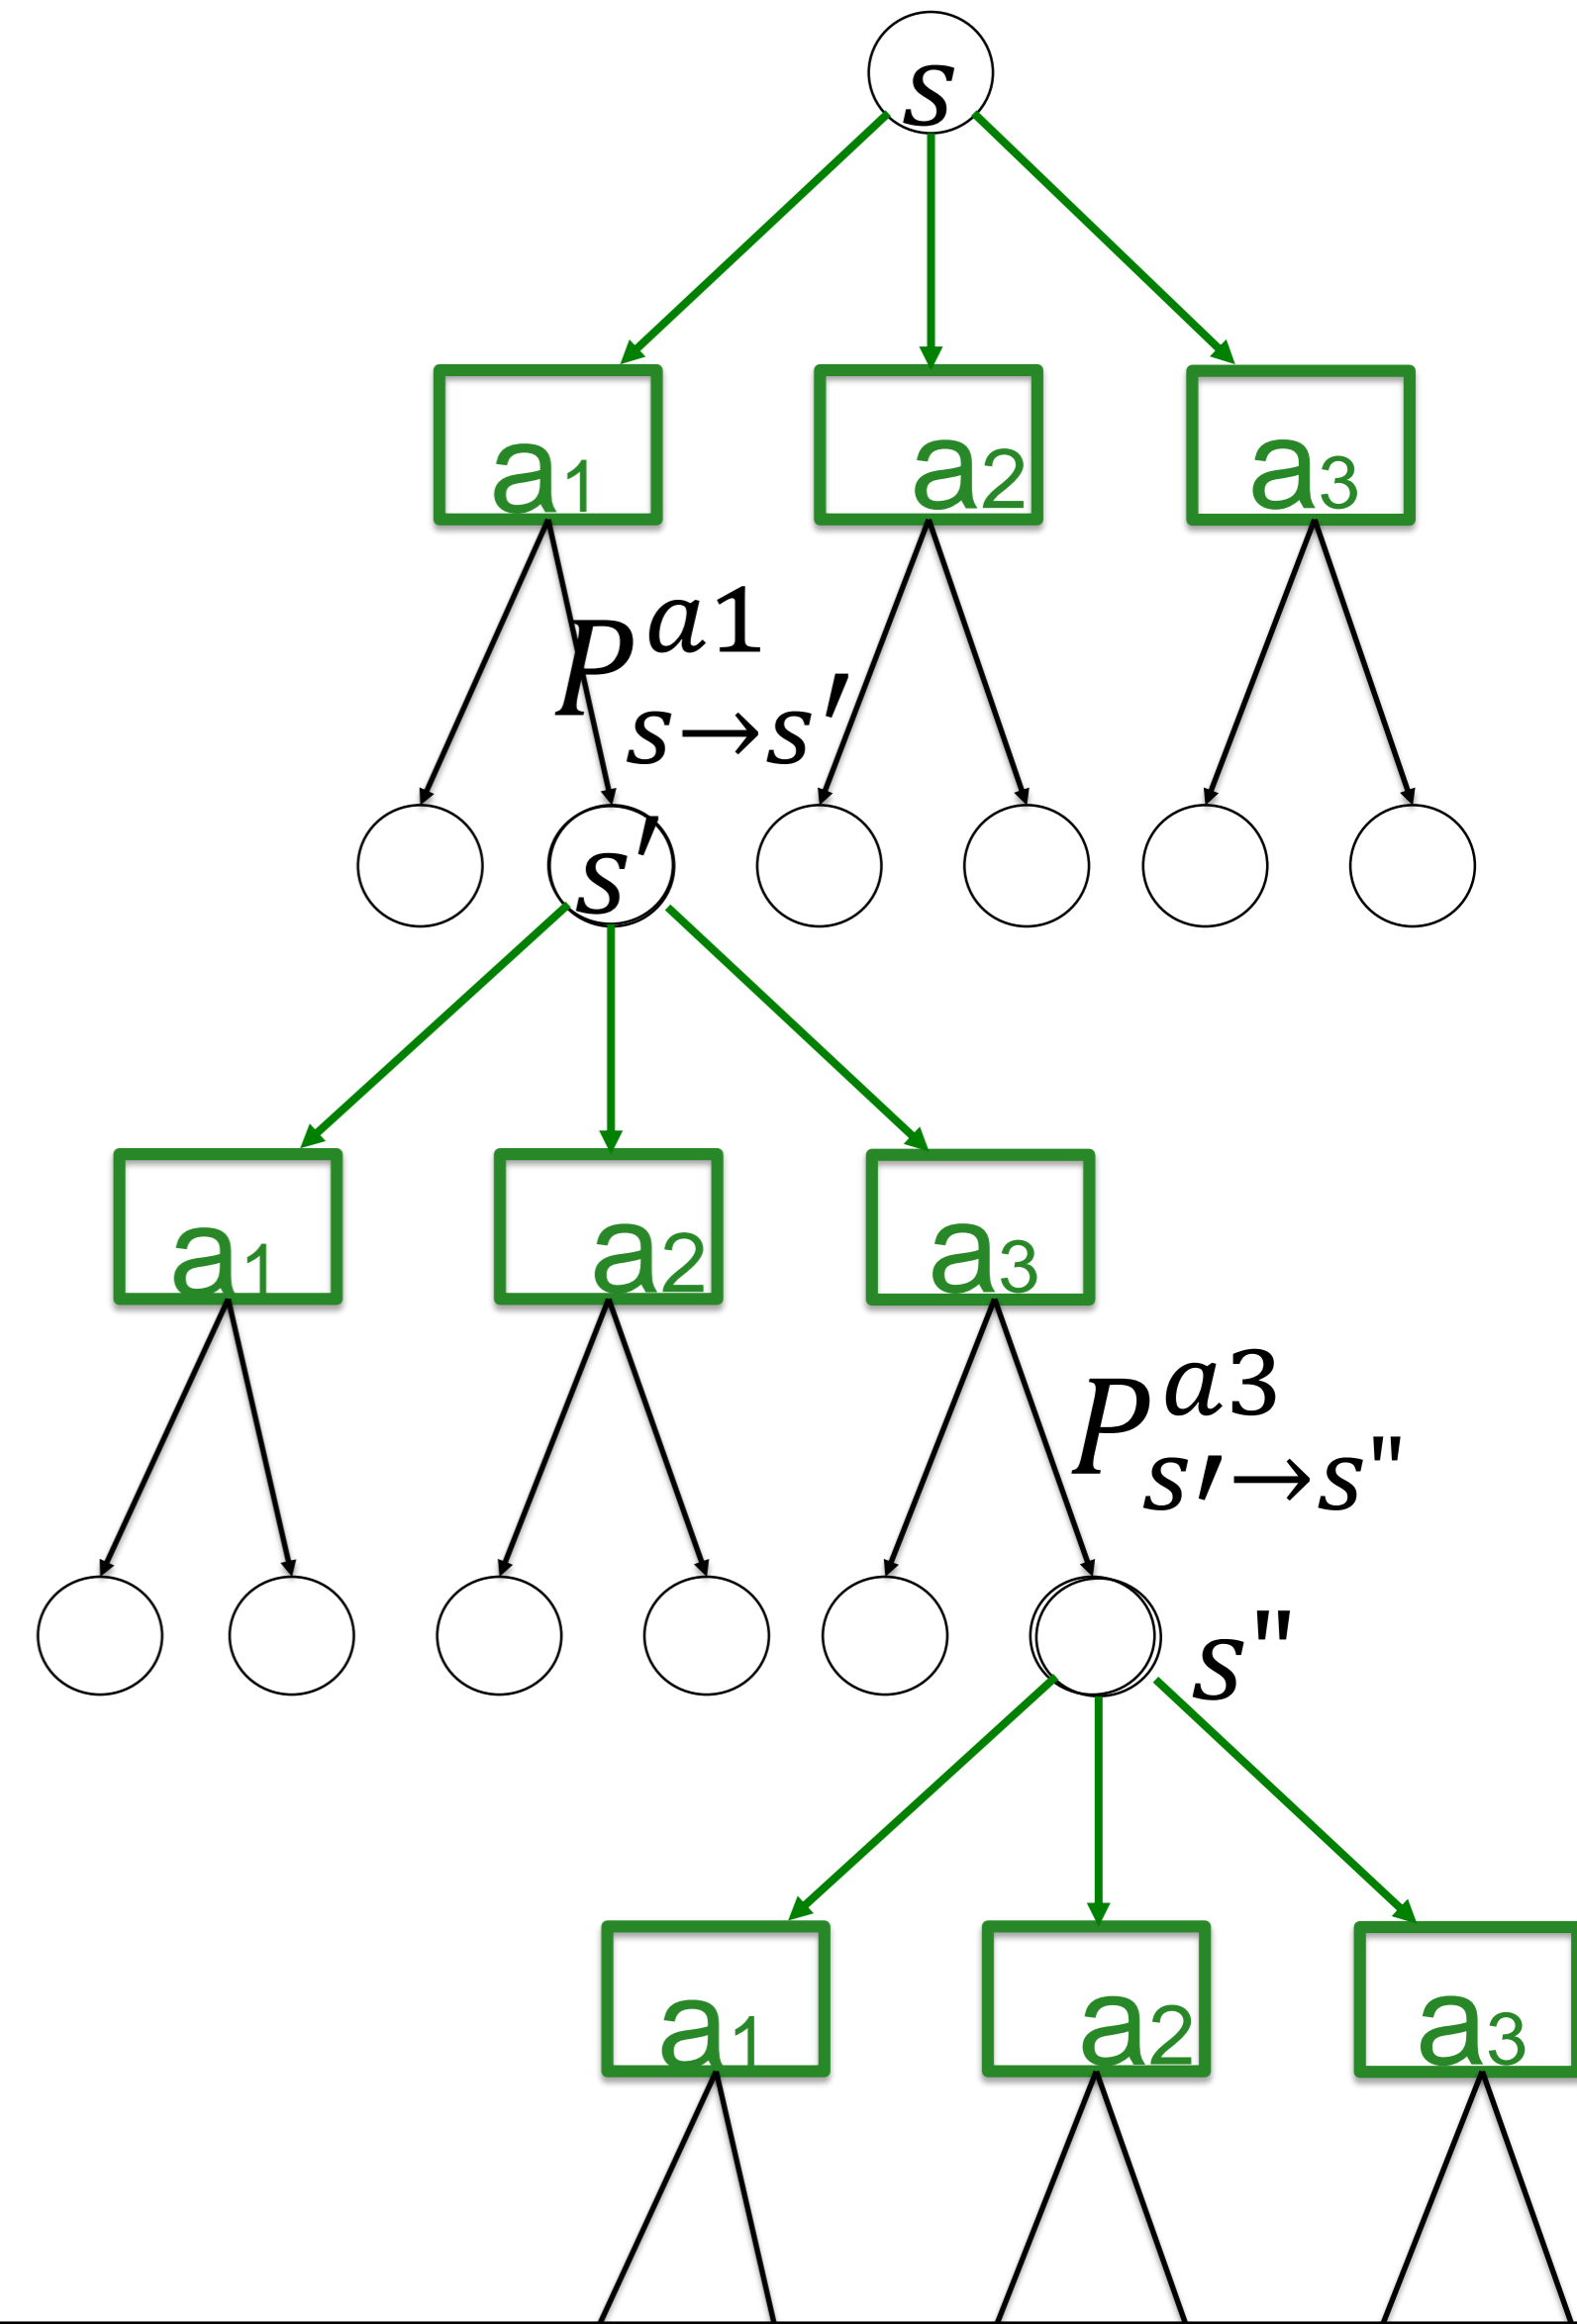 s
a1 a2 a3
P^{a1}_{s→s'}
s'
a1 a2 a3
P^{a3}_{s'→s"}
s"
a1 a2 a3